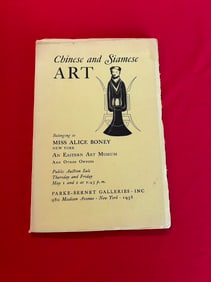 Chinese and Siamese
ART
Belonging to
MISS ALICE BONEY
NEW YORK
AN EASTERN ART MUSEUM
AND OTHER OWNERS
Public Auction Sale
Thursday and Friday
May 1 and 2 at 1:45 p.m.
PARKE-BERNET GALLERIES · INC
980 Madison Avenue · New York · 1958